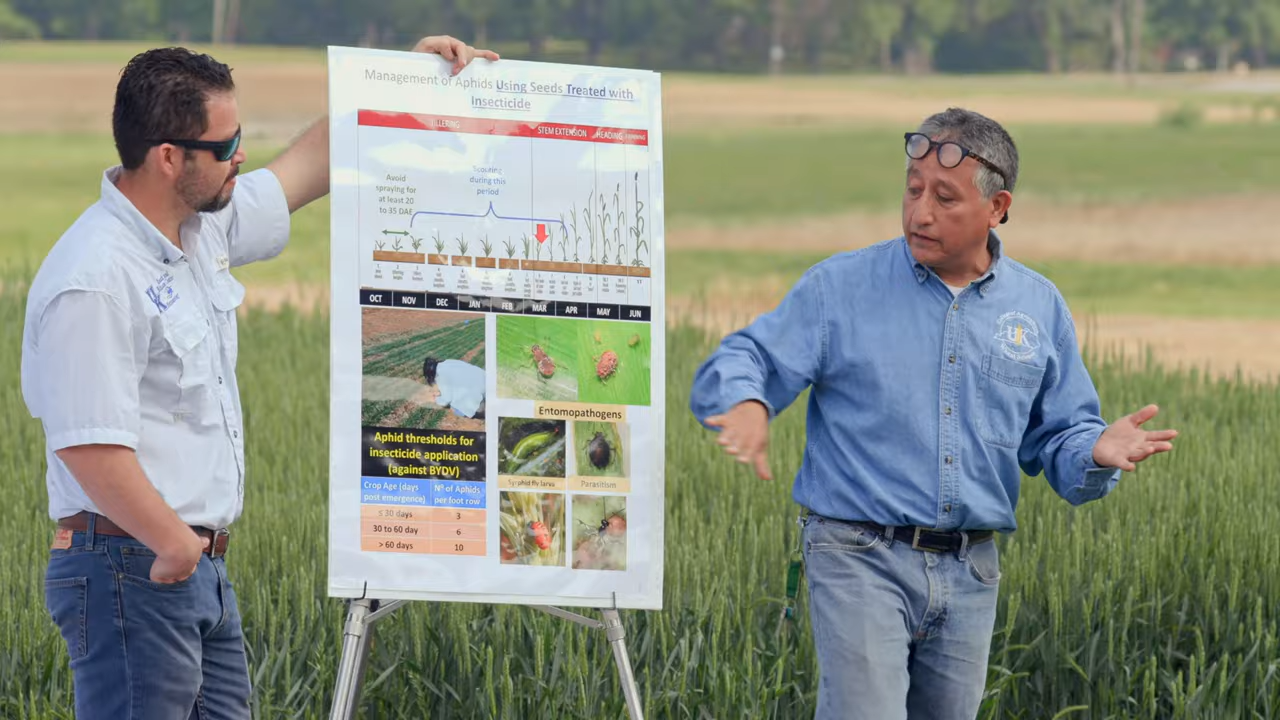 Management of Aphids Using Seeds Treated with
Insecticide
STEM EXTENSION
HEADING
Avoid
spraying for
at least 20
to 35 DAE
Scouting
during this
period
OCT NOV DEC JAN FEB MAR APR MAY JUN
Entomopathogens
Aphid thresholds for
insecticide application
(against BYDV)
Syrphid fly larva
Parasitism
Crop Age (days
post emergence)
Nº of Aphids
per foot row
≤ 30 days 3
30 to 60 day 6
> 60 days 10
UK